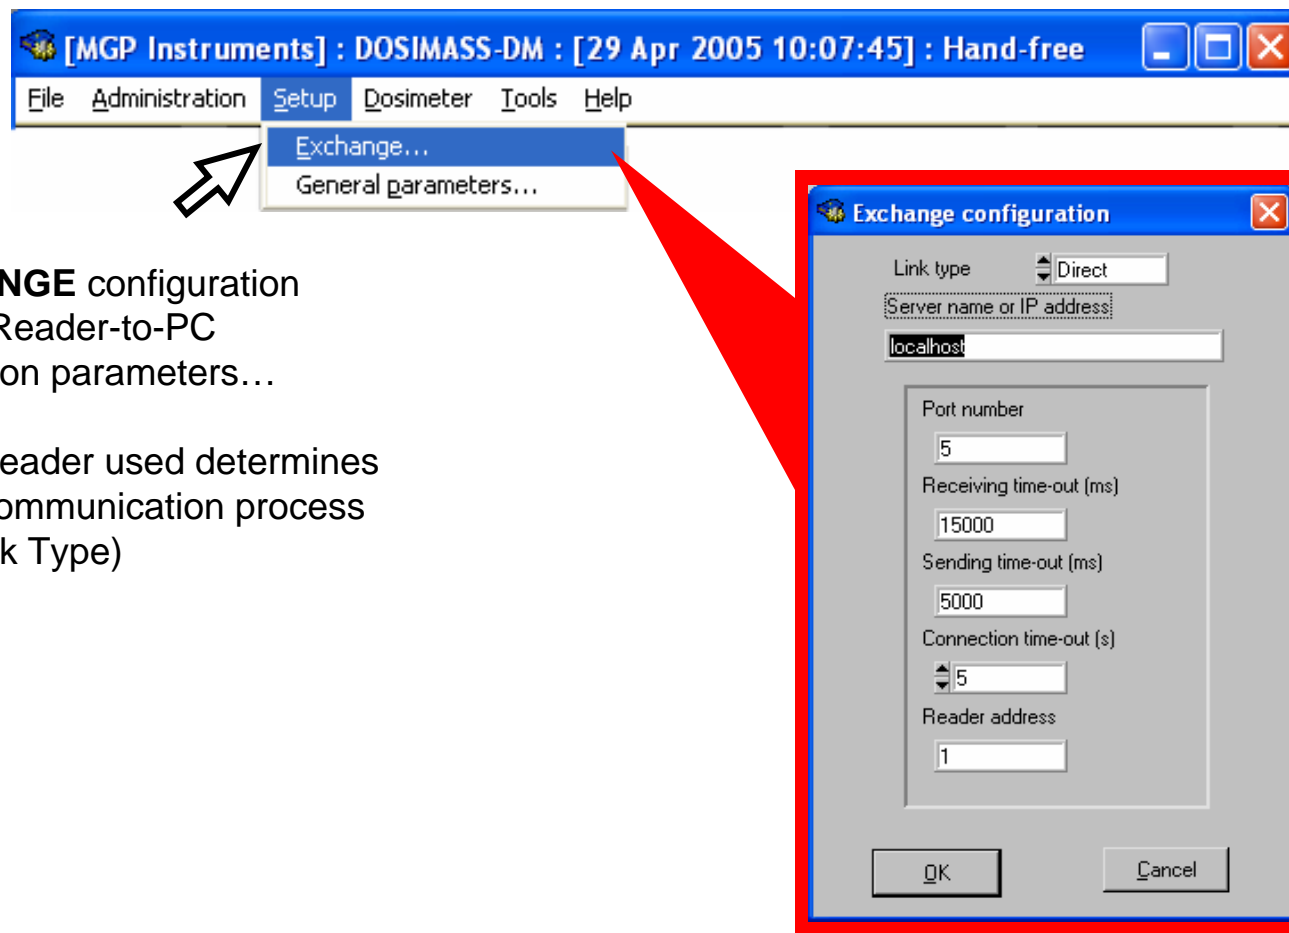 [MGP Instruments] : DOSIMASS-DM : [29 Apr 2005 10:07:45] : Hand-free
File Administration Setup Dosimeter Tools Help
Exchange...
General parameters...
NGE configuration
Reader-to-PC
on parameters…
eader used determines
ommunication process
k Type)
Exchange configuration
Link type Direct
Server name or IP address
localhost
Port number
5
Receiving time-out (ms)
15000
Sending time-out (ms)
5000
Connection time-out (s)
5
Reader address
1
OK Cancel